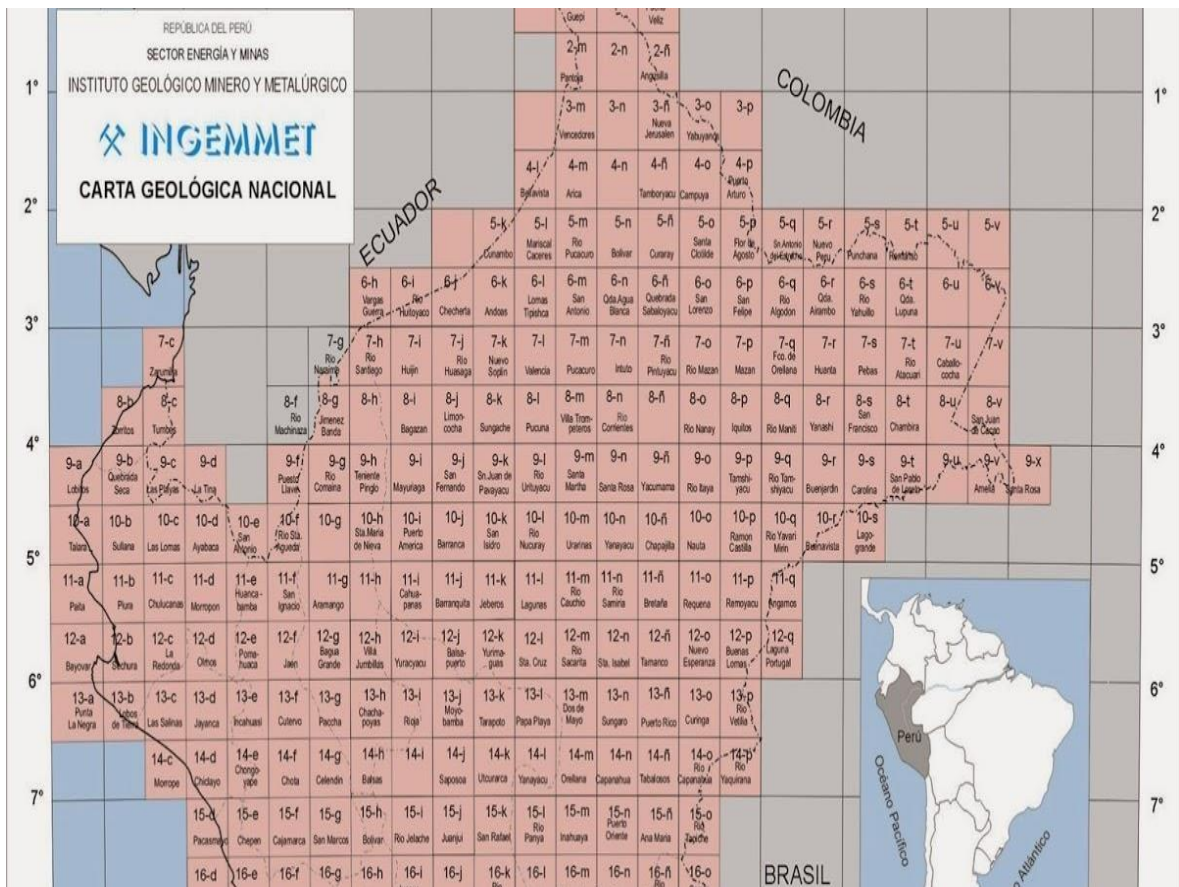 REPÚBLICA DEL PERÚ
SECTOR ENERGÍA Y MINAS
INSTITUTO GEOLÓGICO MINERO Y METALÚRGICO
INGEMMET
CARTA GEOLÓGICA NACIONAL
ECUADOR
COLOMBIA
Guepi Veliz
2-m 2-n 2-ñ
Pantoja Angosilla
1° 1°
3-m 3-n 3-ñ 3-o 3-p
Nueva
Vencedores Jerusalen Yabuyanos
4-l 4-m 4-n 4-ñ 4-o 4-p
Puerto
Bellavista Arica Tamboryacu Campuya Arturo
2° 2°
5-k 5-l 5-m 5-n 5-ñ 5-o 5-p 5-q 5-r 5-s 5-t 5-u 5-v
Mariscal Rio Santa Flor de Sn.Antonio Nuevo
Cunambo Caceres Pucacuro Bolivar Curaray Clotilde Agosto Pepu Punchana Remanso
6-h 6-i 6-j 6-k 6-l 6-m 6-n 6-ñ 6-o 6-p 6-q 6-r 6-s 6-t 6-u 6-v
Vargas Rio Lomas San Qda.Agua Quebrada San San Rio Qda. Rio Qda.
Guerra Huitoyaco Checherta Andoas Tipishca Antonio Blanca Sabaloyacu Lorenzo Felipe Algodon Airambo Yahuillo Lupuna
3° 3°
7-c 7-g 7-h 7-i 7-j 7-k 7-l 7-m 7-n 7-ñ 7-o 7-p 7-q 7-r 7-s 7-t 7-u 7-v
Rio Rio Rio Nuevo Rio Fco. de Rio Caballo-
Zarumilla Santiago Huijin Huasaga Soplin Valencia Pucacuro Intuto Pintuyacu Rio Mazan Mazan Orellana Huanta Pebas Atacuari cocha
8-b 8-c 8-f 8-g 8-h 8-i 8-j 8-k 8-l 8-m 8-n 8-ñ 8-o 8-p 8-q 8-r 8-s 8-t 8-u 8-v
Rio Jimenez Limon- Villa Trom- Rio San San Juan
Zorritos Tumbes Machinaza Banda Bagazan cocha Sungache Pucuna peteros Corrientes Rio Nanay Iquitos Rio Maniti Yanashi Francisco Chambira de Cacao
4° 4°
9-a 9-b 9-c 9-d 9-f 9-g 9-h 9-i 9-j 9-k 9-l 9-m 9-n 9-ñ 9-o 9-p 9-q 9-r 9-s 9-t 9-u 9-v 9-x
Quebrada Puesto Rio Teniente San Sn.Juan de Rio Santa Tamshi- Rio Tam- San Pablo
Lobitos Seca Las Playas La Tina Llave Comaina Pinglo Mayuriaga Fernando Pavayacu Urituyacu Martha Santa Rosa Yacumama Rio Itaya yacu shiyacu Buenjardin Carolina de Loreto Amelia Santa Rosa
10-a 10-b 10-c 10-d 10-e 10-f 10-g 10-h 10-i 10-j 10-k 10-l 10-m 10-n 10-ñ 10-o 10-p 10-q 10-r 10-s
San Rio Sta. Sta.Maria Puerto San Rio Ramon Rio Yavari Lago-
Talara Sullana Las Lomas Ayabaca Antonio Agueda de Nieva America Barranca Isidro Nucuray Urarinas Yanayacu Chapajilla Nauta Castilla Mirin Buenavista grande
5° 5°
11-a 11-b 11-c 11-d 11-e 11-f 11-g 11-h 11-i 11-j 11-k 11-l 11-m 11-n 11-ñ 11-o 11-p 11-q
Huanca- San Cahua- Rio Rio
Paita Piura Chulucanas Morropon bamba Ignacio Aramango panas Barranquita Jeberos Lagunas Cauchio Samiria Bretaña Requena Remoyacu Angamos
12-a 12-b 12-c 12-d 12-e 12-f 12-g 12-h 12-i 12-j 12-k 12-l 12-m 12-n 12-ñ 12-o 12-p 12-q
La Poma- Bagua Villa Balsa- Yurima- Rio Nuevo Buenas Laguna
Bayovar Sechura Redonda Olmos huaca Jaen Grande Jumbillas Yuracyacu puerto guas Sta. Cruz Sacarita Sta. Isabel Tamanco Esperanza Lomas Portugal
6° 6°
13-a 13-b 13-c 13-d 13-e 13-f 13-g 13-h 13-i 13-j 13-k 13-l 13-m 13-n 13-ñ 13-o 13-p
Punta Lobos Chacha- Moyo- Dos de Rio
La Negra de Tierra Las Salinas Jayanca Incahuasi Cutervo Paccha poyas Rioja bamba Tarapoto Papa Playa Mayo Sungaro Puerto Rico Curinga Vetilia
14-c 14-d 14-e 14-f 14-g 14-h 14-i 14-j 14-k 14-l 14-m 14-n 14-ñ 14-o 14-p
Chongo- Rio Rio
Morrope Chiclayo yape Chota Celendin Balsas Saposoa Utcurarca Yanayacu Orellana Capanahua Tabalosos Capanahua Yaquirana
7° 7°
15-d 15-e 15-f 15-g 15-h 15-i 15-j 15-k 15-l 15-m 15-n 15-ñ 15-o
Rio Puerto Rio
Pacasmayo Chepen Cajamarca San Marcos Bolivar Rio Jelache Juanjui San Rafael Panya Inahuaya Oriente Ana Maria Tapiche
16-d 16-e 16-f 16-g 16-h 16-i 16-j 16-k 16-l 16-m 16-n 16-ñ 16-o
BRASIL
Perú
Océano Pacífico
Atlántico